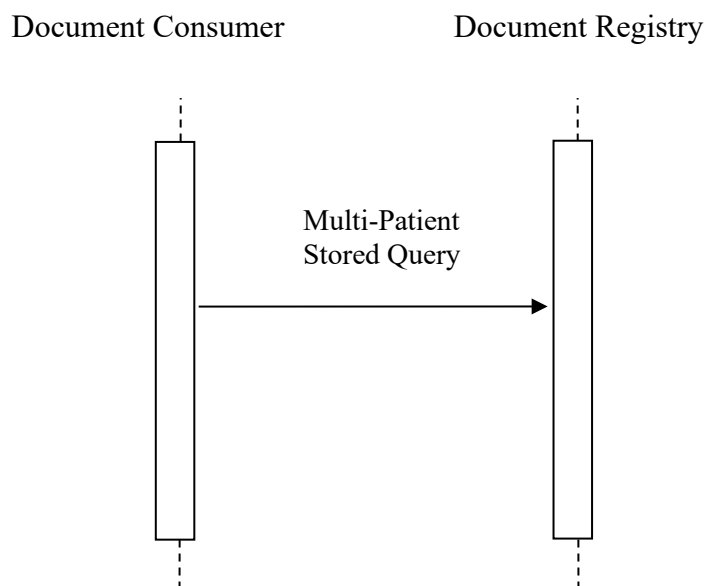 Document Consumer
Document Registry
Multi-Patient
Stored Query